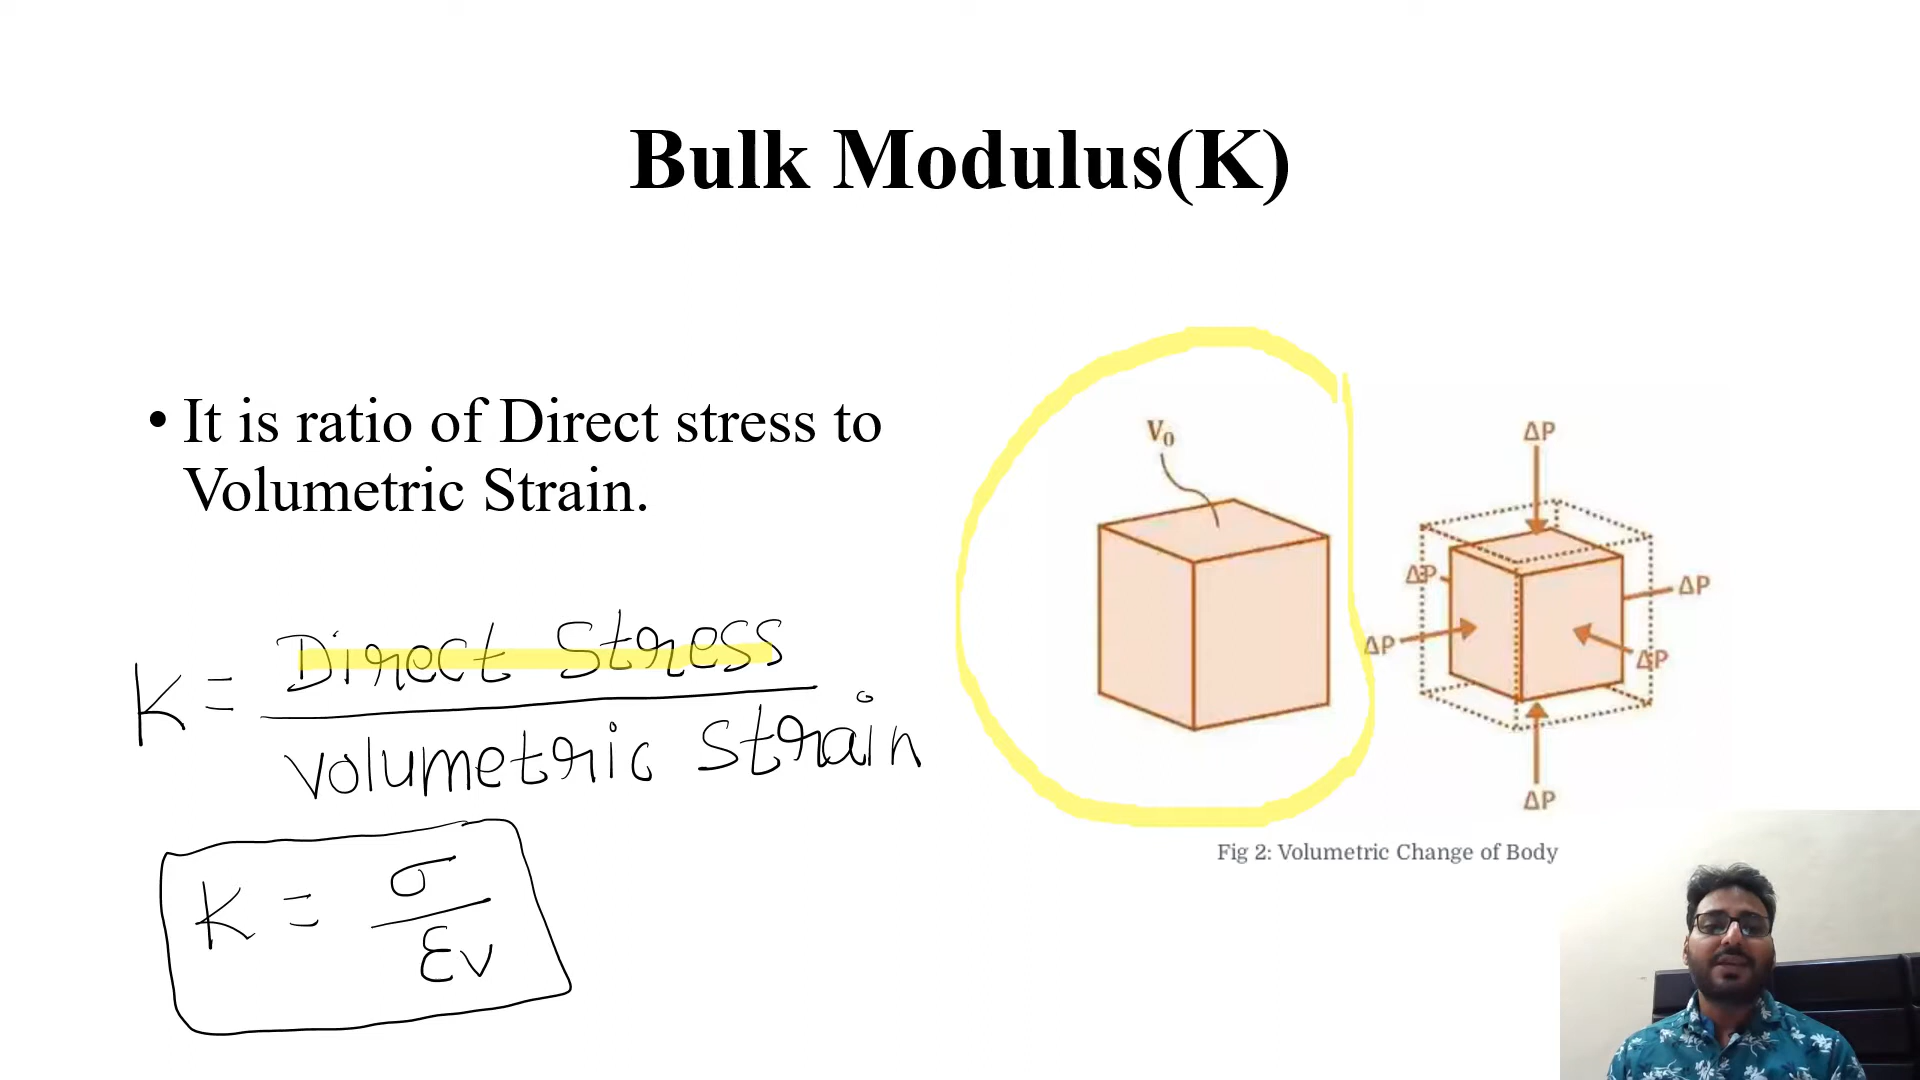 Bulk Modulus(K)
• It is ratio of Direct stress to
Volumetric Strain.
K = Direct Stress
volumetric Strain
K = σ
εv
V₀
ΔP
ΔP
ΔP
ΔP
ΔP
ΔP
Fig 2: Volumetric Change of Body